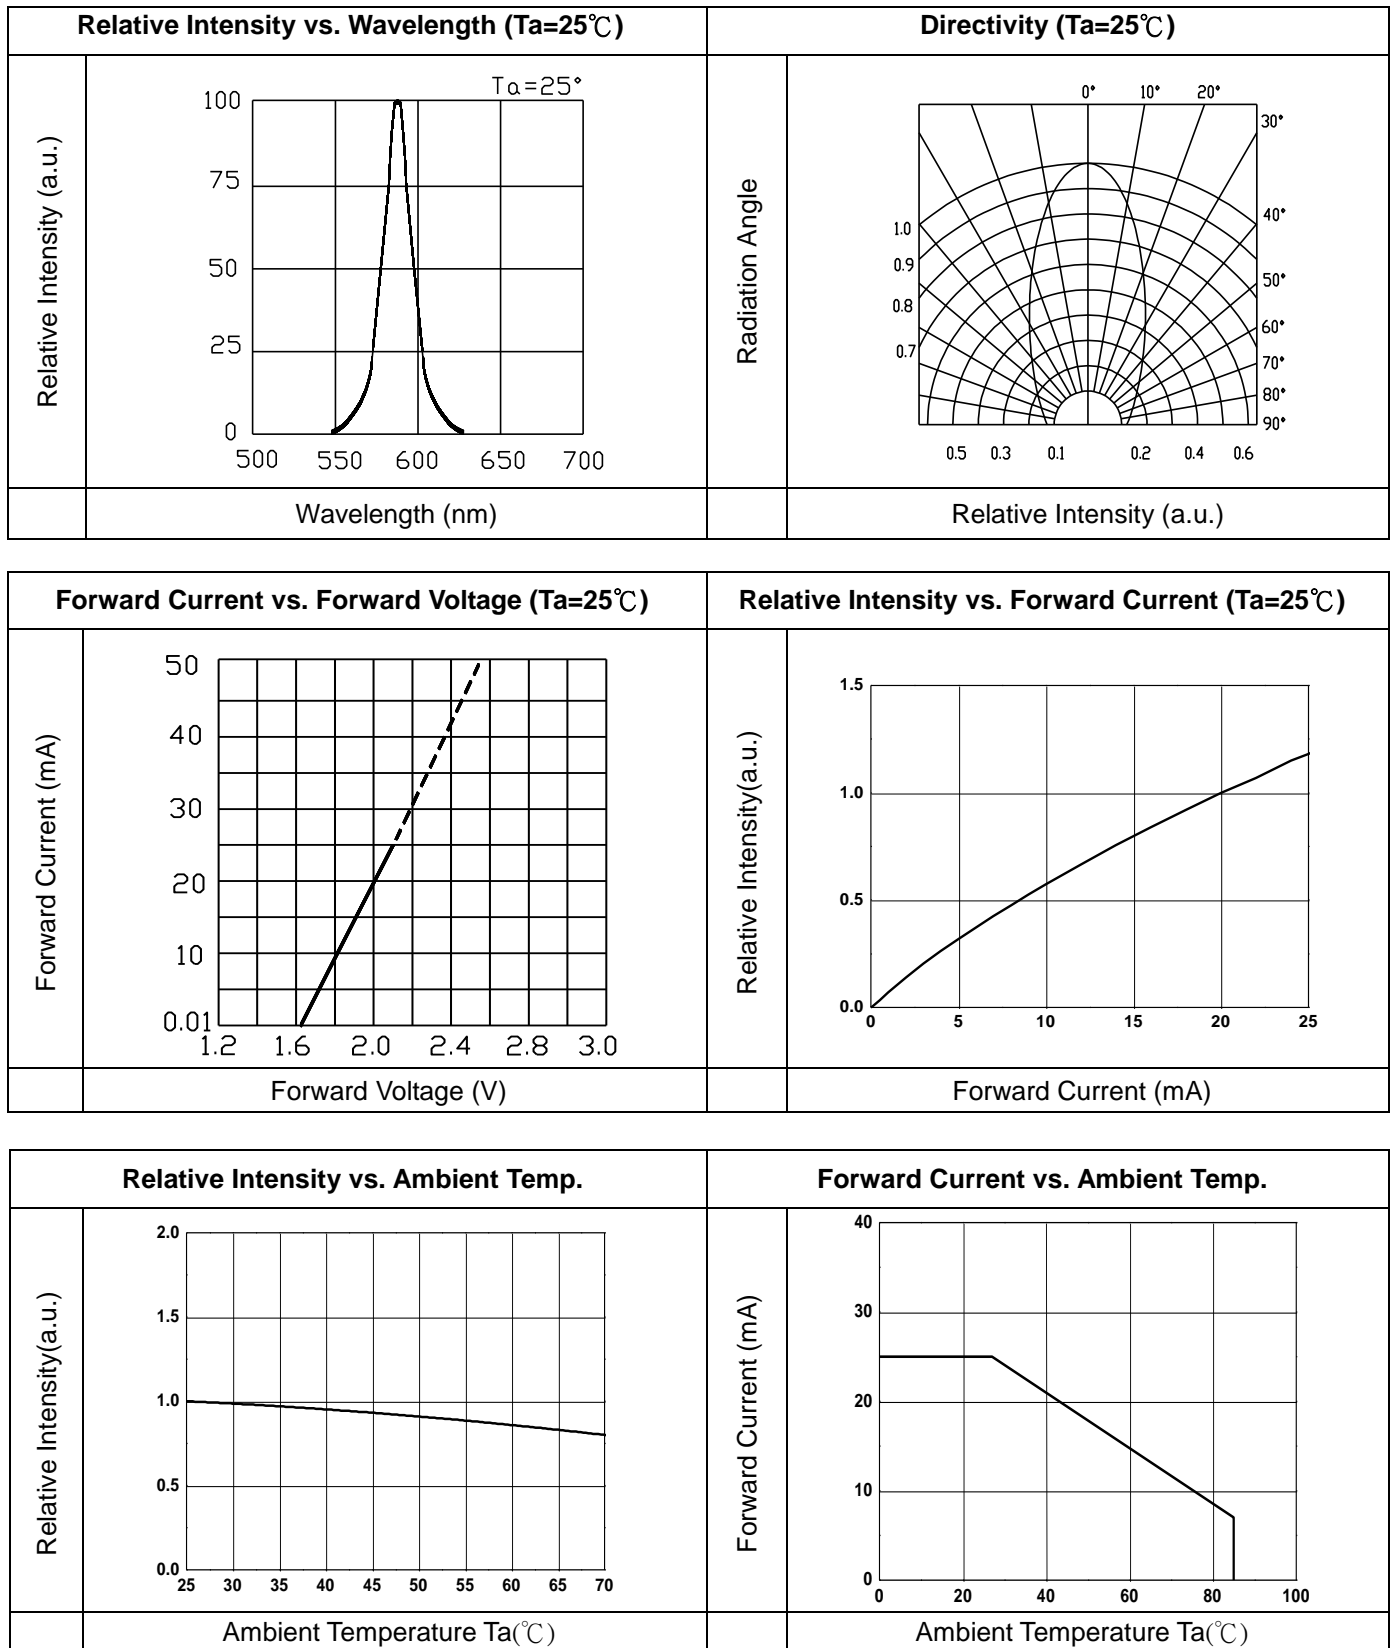 Relative Intensity vs. Wavelength (Ta=25℃)
Directivity (Ta=25℃)
Relative Intensity (a.u.)
Ta=25°
100
75
50
25
0
500 550 600 650 700
Wavelength (nm)
Radiation Angle
0° 10° 20°
30°
40°
50°
60°
70°
80°
90°
1.0
0.9
0.8
0.7
0.5 0.3 0.1 0.2 0.4 0.6
Relative Intensity (a.u.)
Forward Current vs. Forward Voltage (Ta=25℃)
Relative Intensity vs. Forward Current (Ta=25℃)
Forward Current (mA)
50
40
30
20
10
0.01
1.2 1.6 2.0 2.4 2.8 3.0
Forward Voltage (V)
Relative Intensity(a.u.)
1.5
1.0
0.5
0.0
0 5 10 15 20 25
Forward Current (mA)
Relative Intensity vs. Ambient Temp.
Forward Current vs. Ambient Temp.
Relative Intensity(a.u.)
2.0
1.5
1.0
0.5
0.0
25 30 35 40 45 50 55 60 65 70
Ambient Temperature Ta(℃)
Forward Current (mA)
40
30
20
10
0
0 20 40 60 80 100
Ambient Temperature Ta(℃)